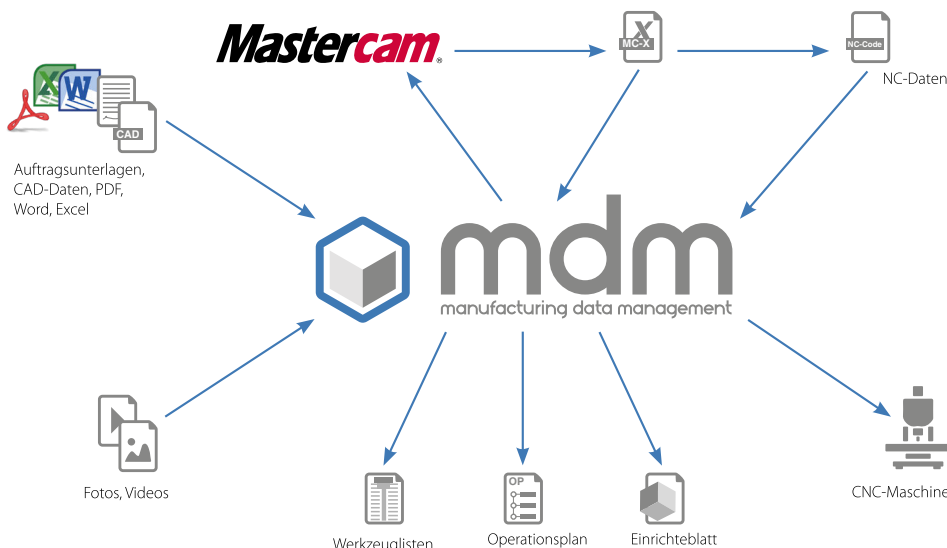 Mastercam®
MC-X
NC-Code
NC-Daten
X
W
CAD
Auftragsunterlagen,
CAD-Daten, PDF,
Word, Excel
mdm
manufacturing data management
Fotos, Videos
OP
CNC-Maschine
Werkzeuglisten
Operationsplan
Einrichteblatt